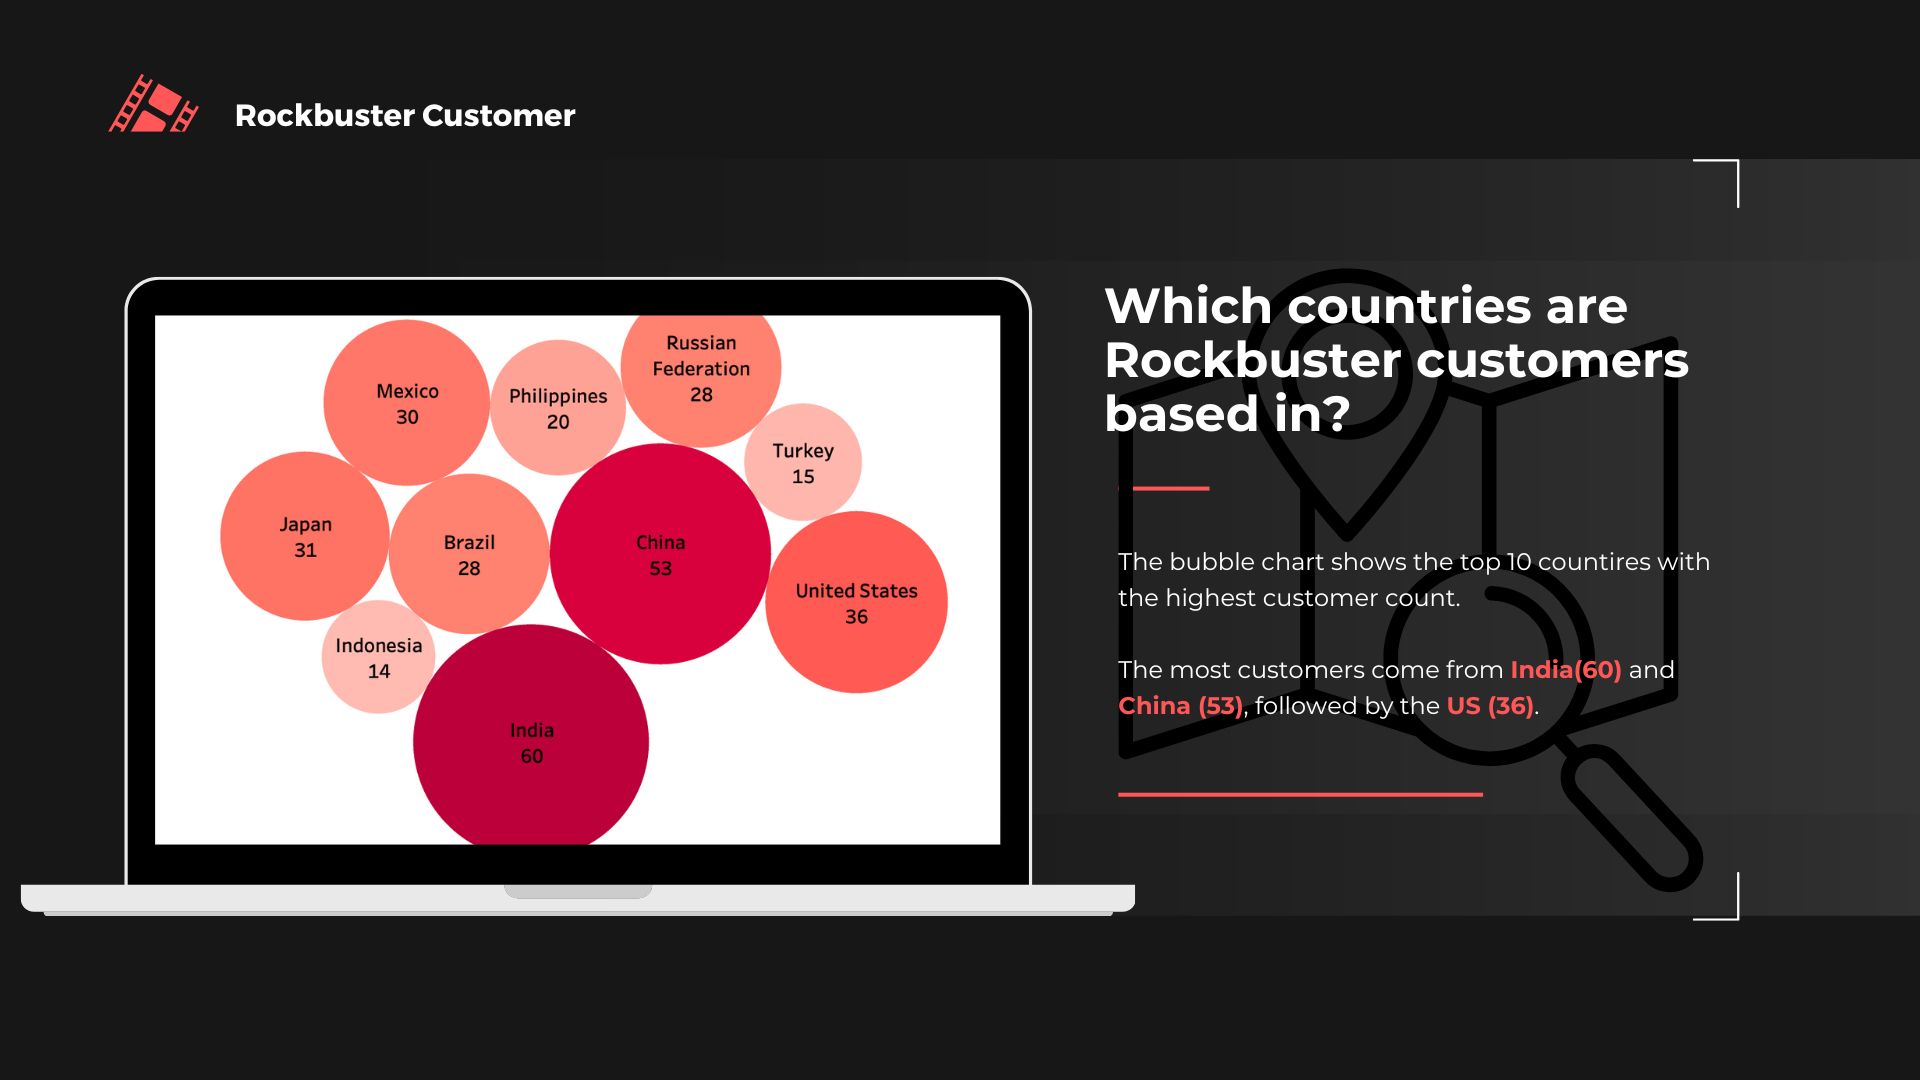 Rockbuster Customer
Russian
Federation
28
Mexico
30
Philippines
20
Turkey
15
Japan
31
Brazil
28
China
53
United States
36
Indonesia
14
India
60
Which countries are
Rockbuster customers
based in?
The bubble chart shows the top 10 countires with
the highest customer count.
The most customers come from India(60) and
China (53), followed by the US (36).